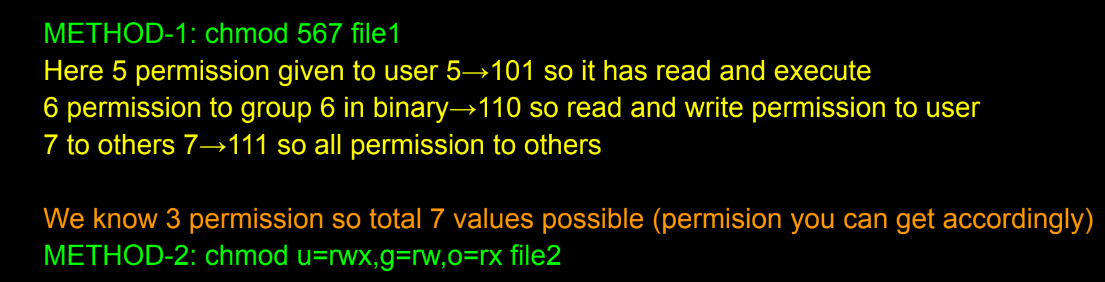 METHOD-1: chmod 567 file1
Here 5 permission given to user 5→101 so it has read and execute
6 permission to group 6 in binary→110 so read and write permission to user
7 to others 7→111 so all permission to others
We know 3 permission so total 7 values possible (permision you can get accordingly)
METHOD-2: chmod u=rwx,g=rw,o=rx file2